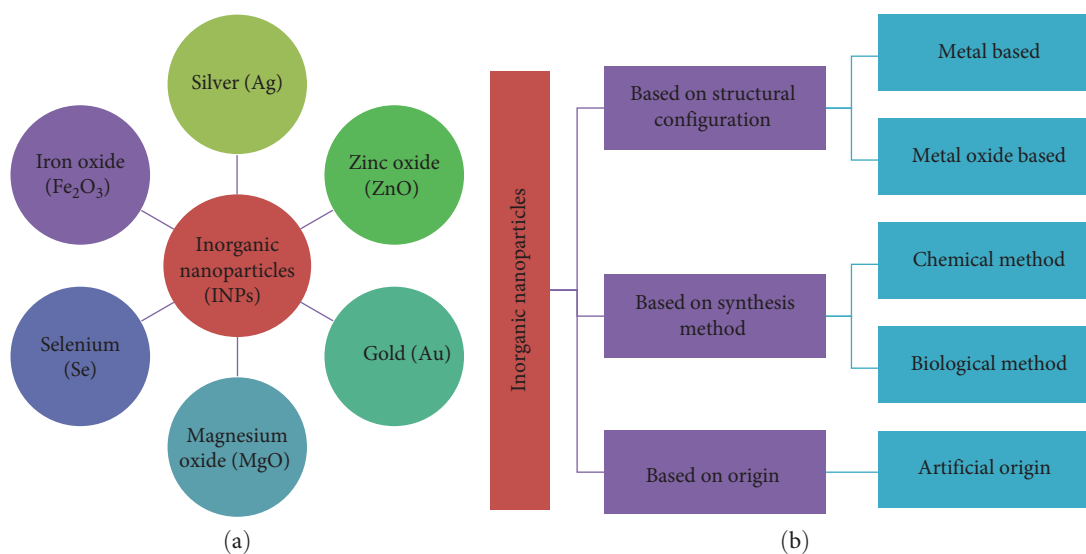 Silver (Ag)
Zinc oxide
(ZnO)
Gold (Au)
Magnesium
oxide (MgO)
Selenium
(Se)
Iron oxide
(Fe₂O₃)
Inorganic
nanoparticles
(INPs)
(a)
Inorganic nanoparticles
Based on structural
configuration
Metal based
Metal oxide based
Based on synthesis
method
Chemical method
Biological method
Based on origin
Artificial origin
(b)